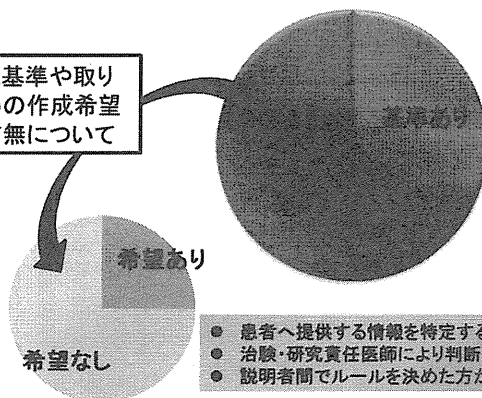 基準や取り
の作成希望
無について
基準あり
希望あり
希望なし
● 患者へ提供する情報を特定する
● 治験・研究責任医師により判断
● 説明者間でルールを決めた方が